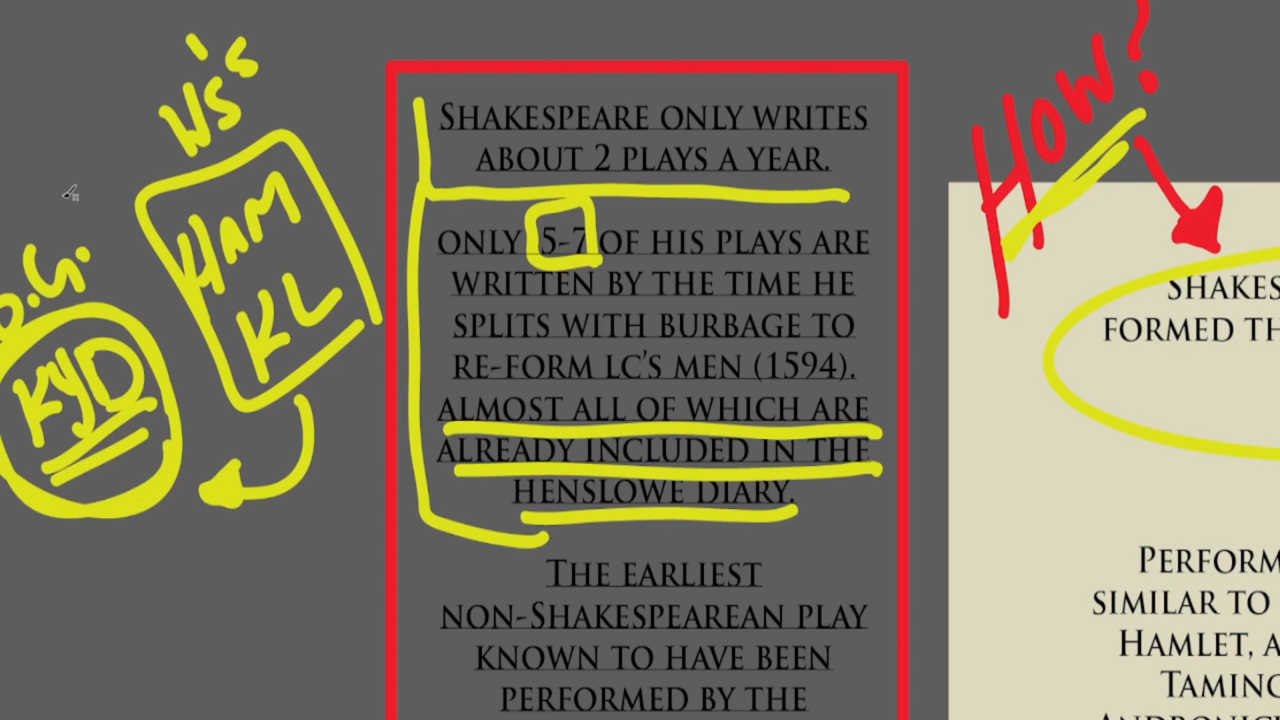 WS's
HAM
KL
O.G.
KYD
SHAKESPEARE ONLY WRITES
ABOUT 2 PLAYS A YEAR.
ONLY 5-7 OF HIS PLAYS ARE
WRITTEN BY THE TIME HE
SPLITS WITH BURBAGE TO
RE-FORM LC'S MEN (1594).
ALMOST ALL OF WHICH ARE
ALREADY INCLUDED IN THE
HENSLOWE DIARY.
THE EARLIEST
NON-SHAKESPEAREAN PLAY
KNOWN TO HAVE BEEN
PERFORMED BY THE
HOW?
SHAKES
FORMED TH
PERFORM
SIMILAR TO
HAMLET, A
TAMING
ANDRONIC